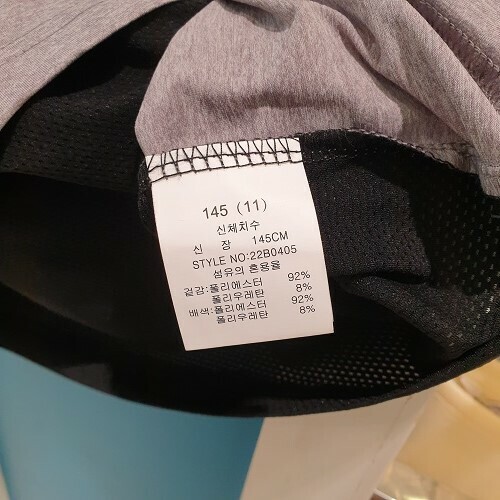 145 (11)
신체치수
신 장 145CM
STYLE NO:22B0405
섬유의 혼용율
겉감:폴리에스터 92%
폴리우레탄 8%
배색:폴리에스터 92%
폴리우레탄 8%